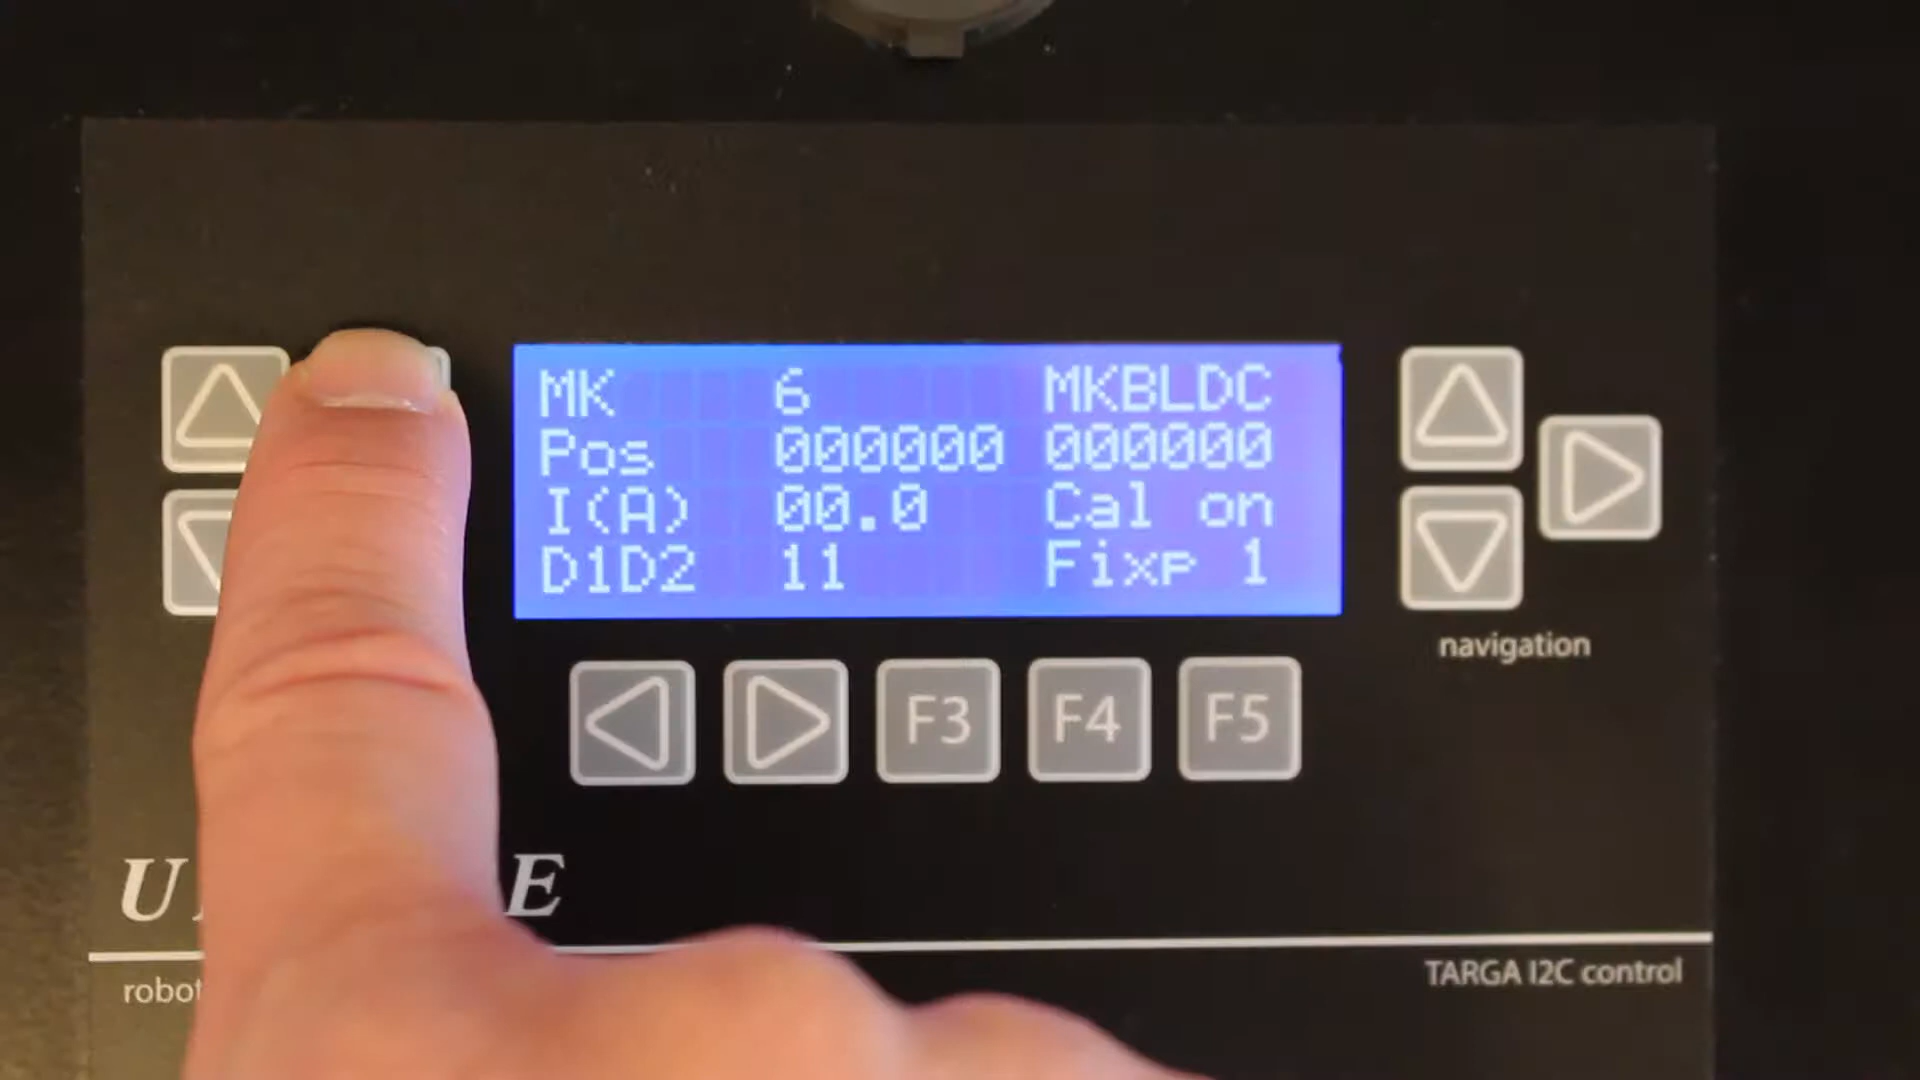 MK 6 MKBLDC
Pos 000000 000000
I(A) 00.0 Cal on
D1D2 11 Fixp 1
navigation
F3 F4 F5
U E
robot
TARGA I2C control